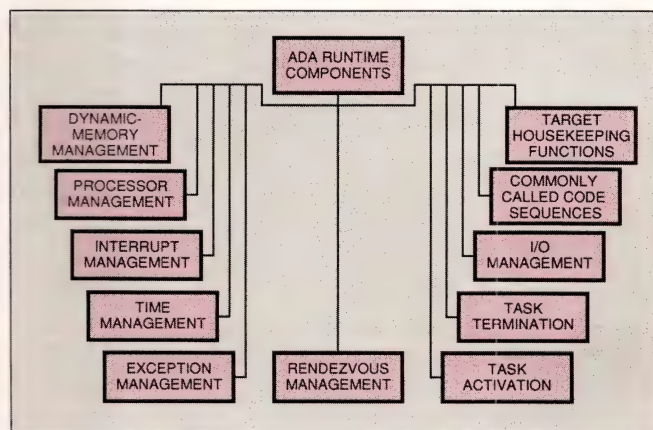 ADA RUNTIME
COMPONENTS
DYNAMIC-
MEMORY
MANAGEMENT
PROCESSOR
MANAGEMENT
INTERRUPT
MANAGEMENT
TIME
MANAGEMENT
EXCEPTION
MANAGEMENT
RENDEZVOUS
MANAGEMENT
TARGET
HOUSEKEEPING
FUNCTIONS
COMMONLY
CALLED CODE
SEQUENCES
I/O
MANAGEMENT
TASK
TERMINATION
TASK
ACTIVATION